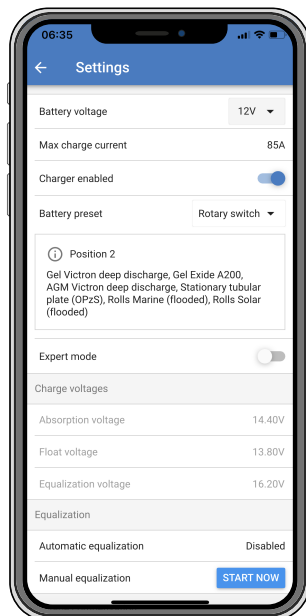 06:35
Settings
Battery voltage 12V
Max charge current 85A
Charger enabled
Battery preset Rotary switch
Position 2
Gel Victron deep discharge, Gel Exide A200,
AGM Victron deep discharge, Stationary tubular
plate (OPzS), Rolls Marine (flooded), Rolls Solar
(flooded)
Expert mode
Charge voltages
Absorption voltage 14.40V
Float voltage 13.80V
Equalization voltage 16.20V
Equalization
Automatic equalization Disabled
Manual equalization START NOW